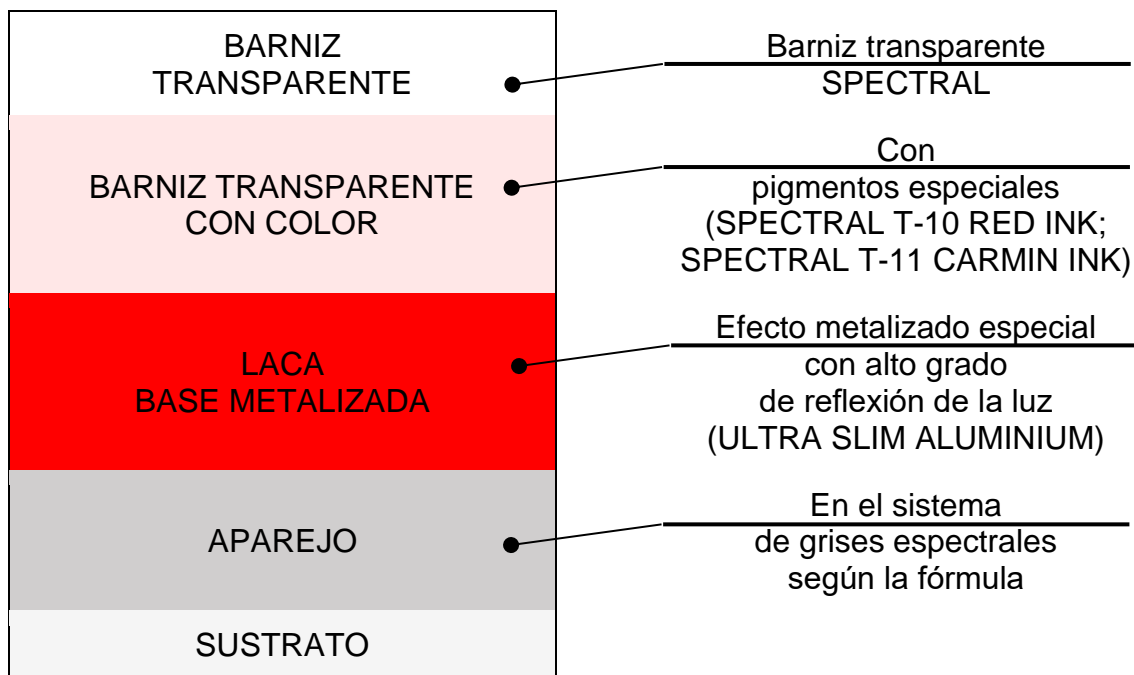 BARNIZ
TRANSPARENTE
Barniz transparente
SPECTRAL
BARNIZ TRANSPARENTE
CON COLOR
Con
pigmentos especiales
(SPECTRAL T-10 RED INK;
SPECTRAL T-11 CARMIN INK)
LACA
BASE METALIZADA
Efecto metalizado especial
con alto grado
de reflexión de la luz
(ULTRA SLIM ALUMINIUM)
APAREJO
En el sistema
de grises espectrales
según la fórmula
SUSTRATO